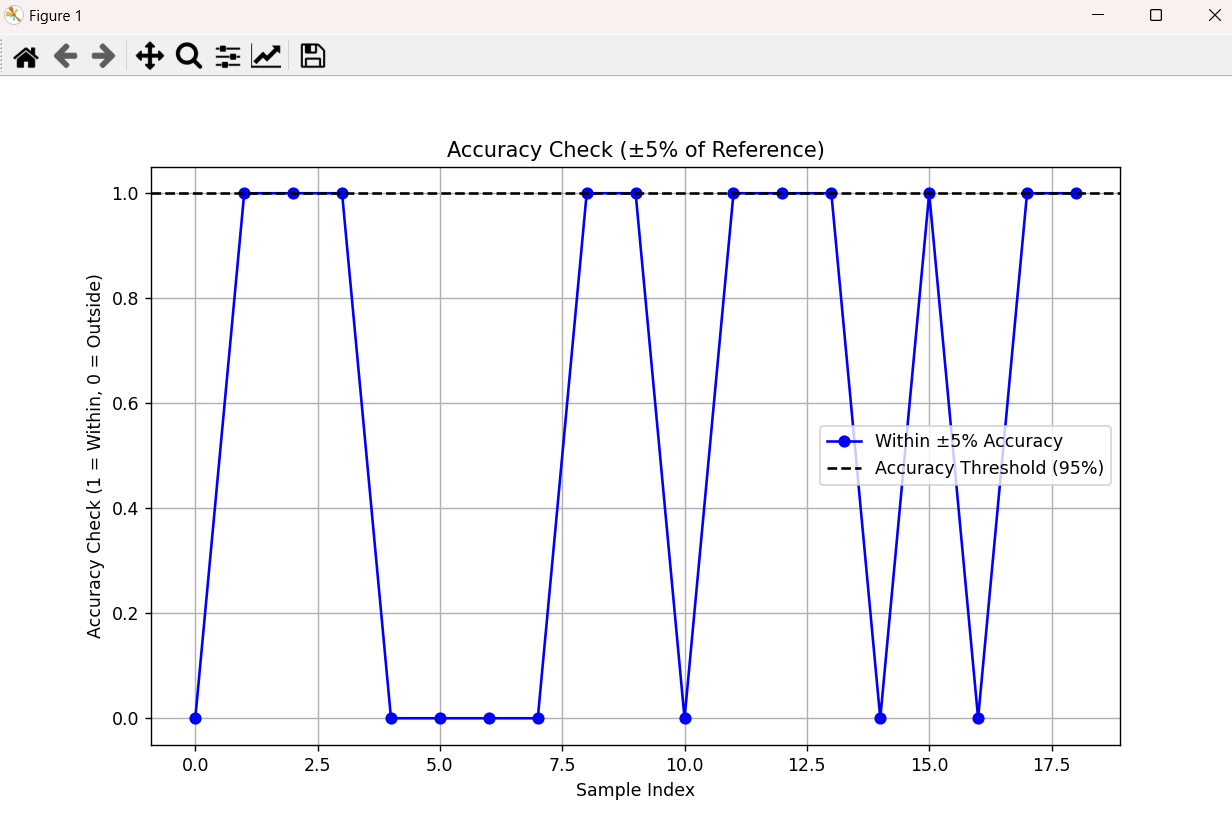 Figure 1
Accuracy Check (±5% of Reference)
Accuracy Check (1 = Within, 0 = Outside)
1.0
0.8
0.6
0.4
0.2
0.0
Within ±5% Accuracy
Accuracy Threshold (95%)
0.0 2.5 5.0 7.5 10.0 12.5 15.0 17.5
Sample Index